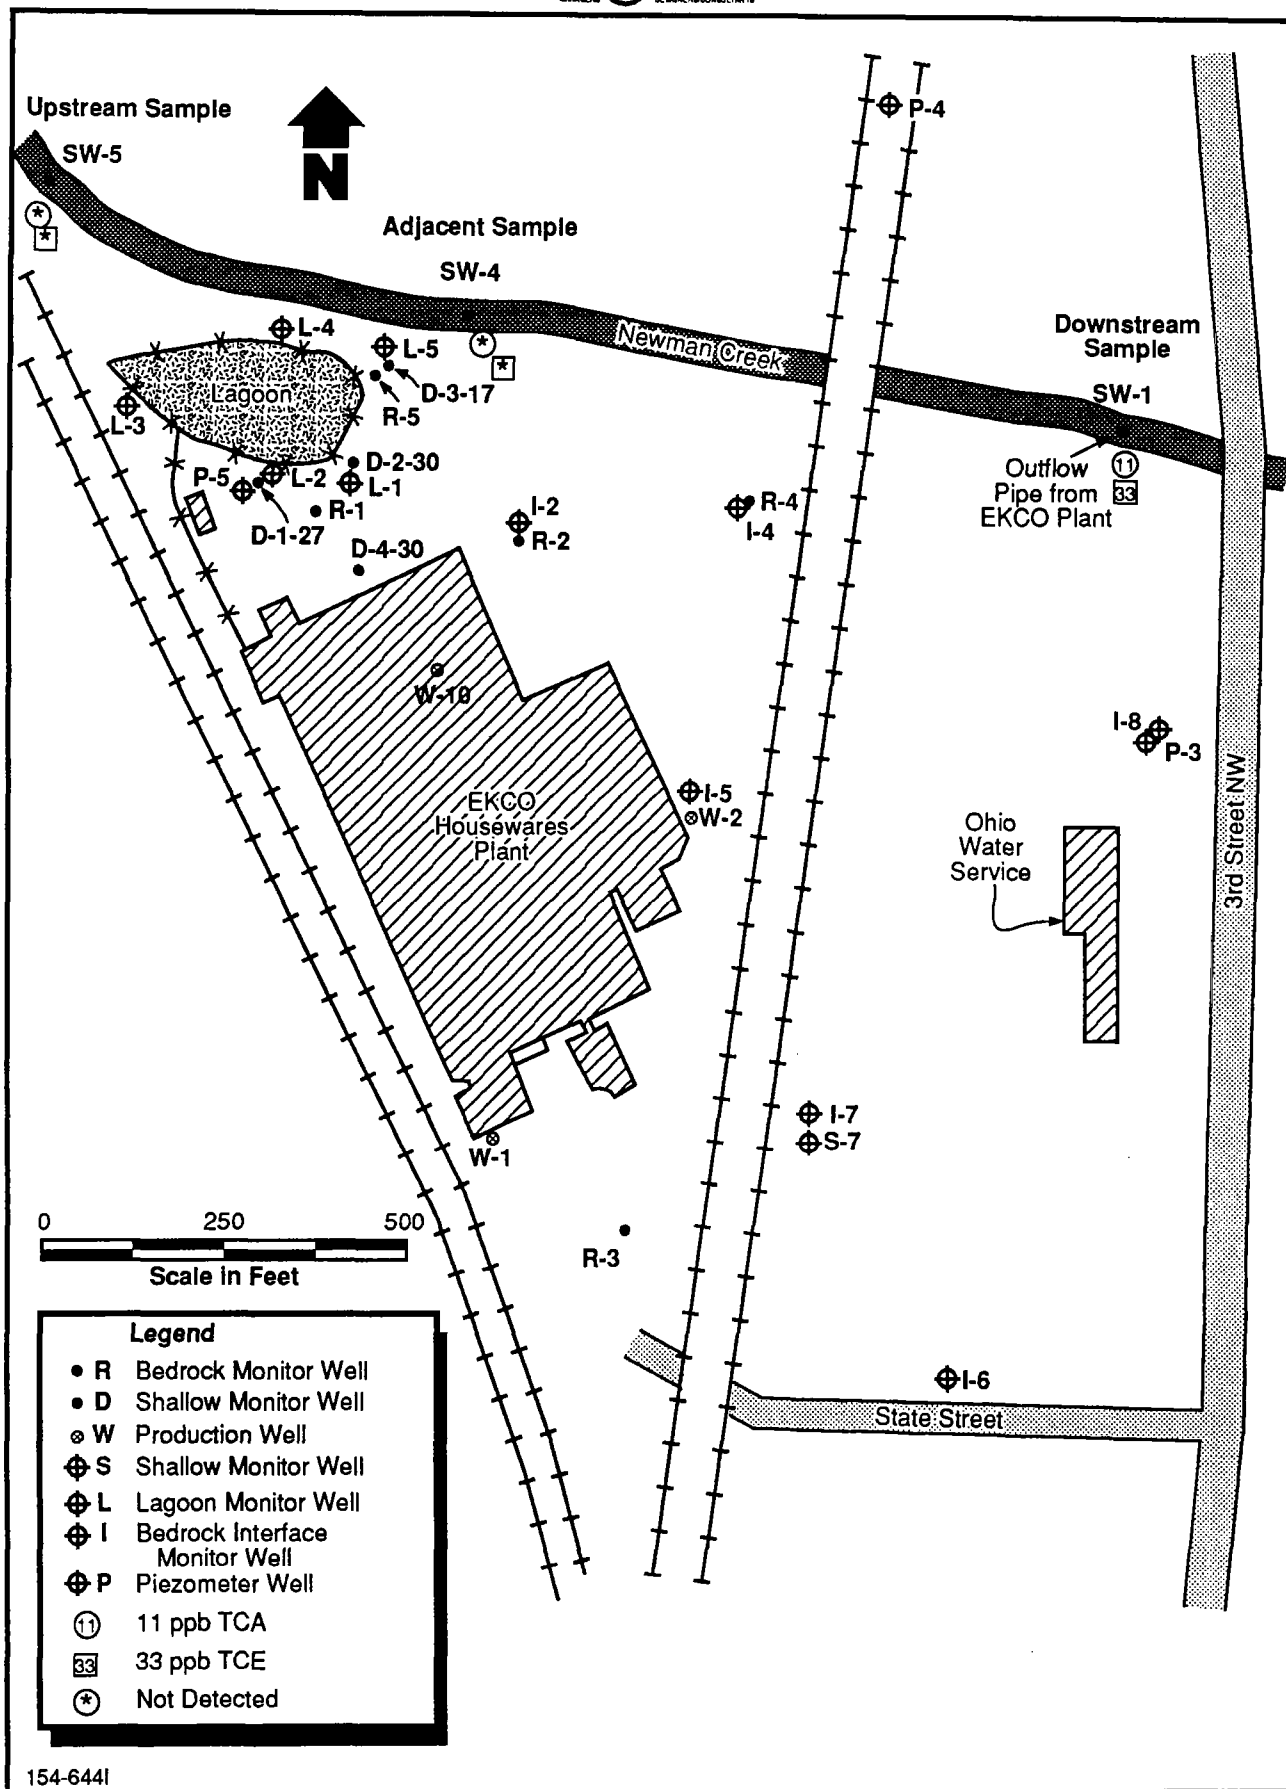 P-4
Upstream Sample
SW-5
N
*
*
Adjacent Sample
SW-4
*
*
Newman Creek
Downstream
Sample
SW-1
Outflow
Pipe from
EKCO Plant
11
33
L-4
L-5
D-3-17
R-5
Lagoon
L-3
L-2
P-5
D-2-30
L-1
R-1
D-1-27
D-4-30
I-2
R-2
R-4
I-4
W-10
I-8
P-3
I-5
W-2
EKCO
Housewares
Plant
Ohio
Water
Service
3rd Street NW
I-7
S-7
W-1
R-3
0 250 500
Scale in Feet
I-6
State Street
Legend
R Bedrock Monitor Well
D Shallow Monitor Well
W Production Well
S Shallow Monitor Well
L Lagoon Monitor Well
I Bedrock Interface
Monitor Well
P Piezometer Well
11 11 ppb TCA
33 33 ppb TCE
* Not Detected
154-644I